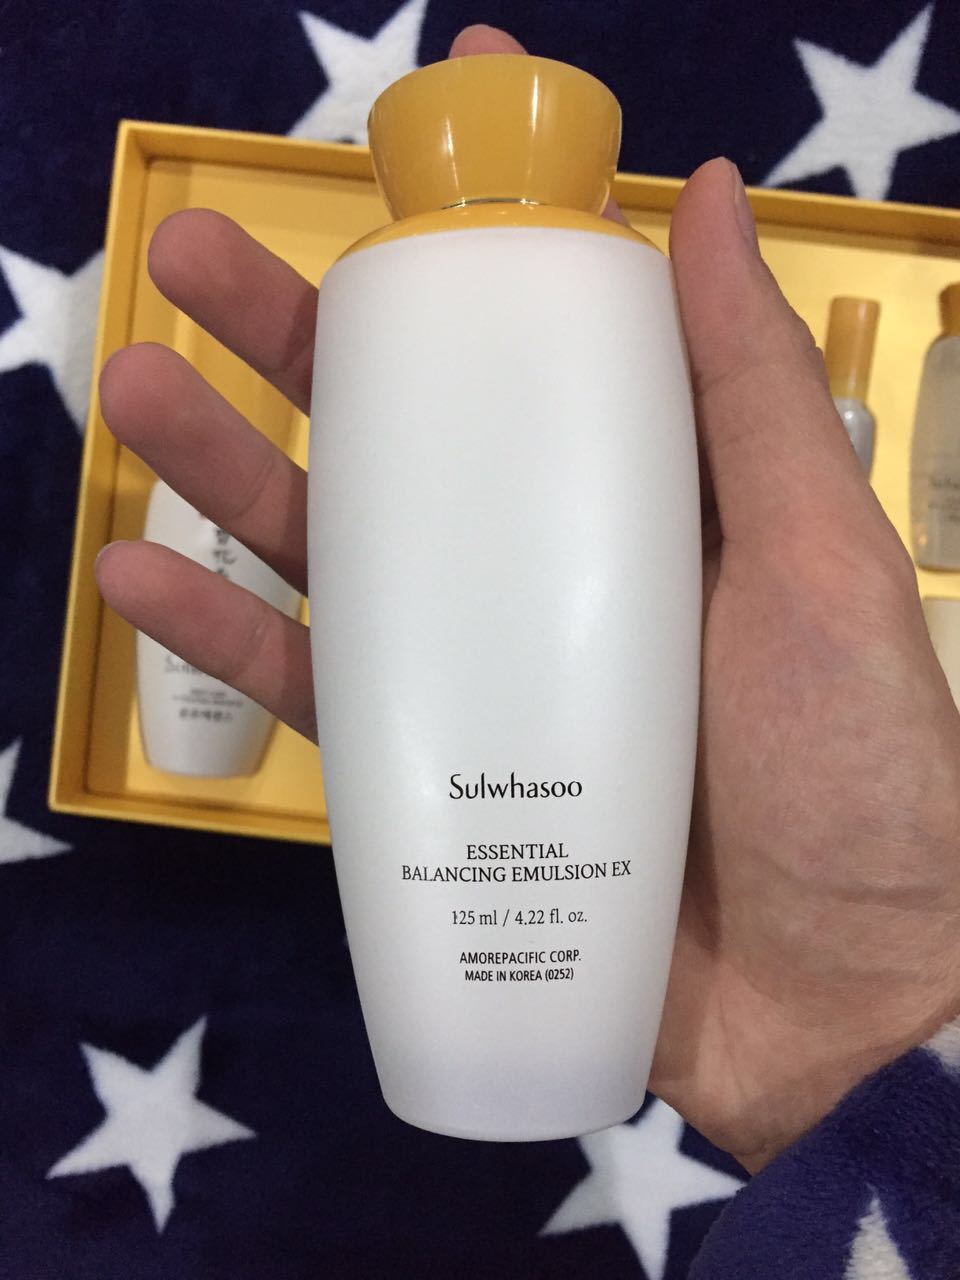 Sulwhasoo
ESSENTIAL
BALANCING EMULSION EX
125 ml / 4.22 fl. oz.
AMOREPACIFIC CORP.
MADE IN KOREA (0252)